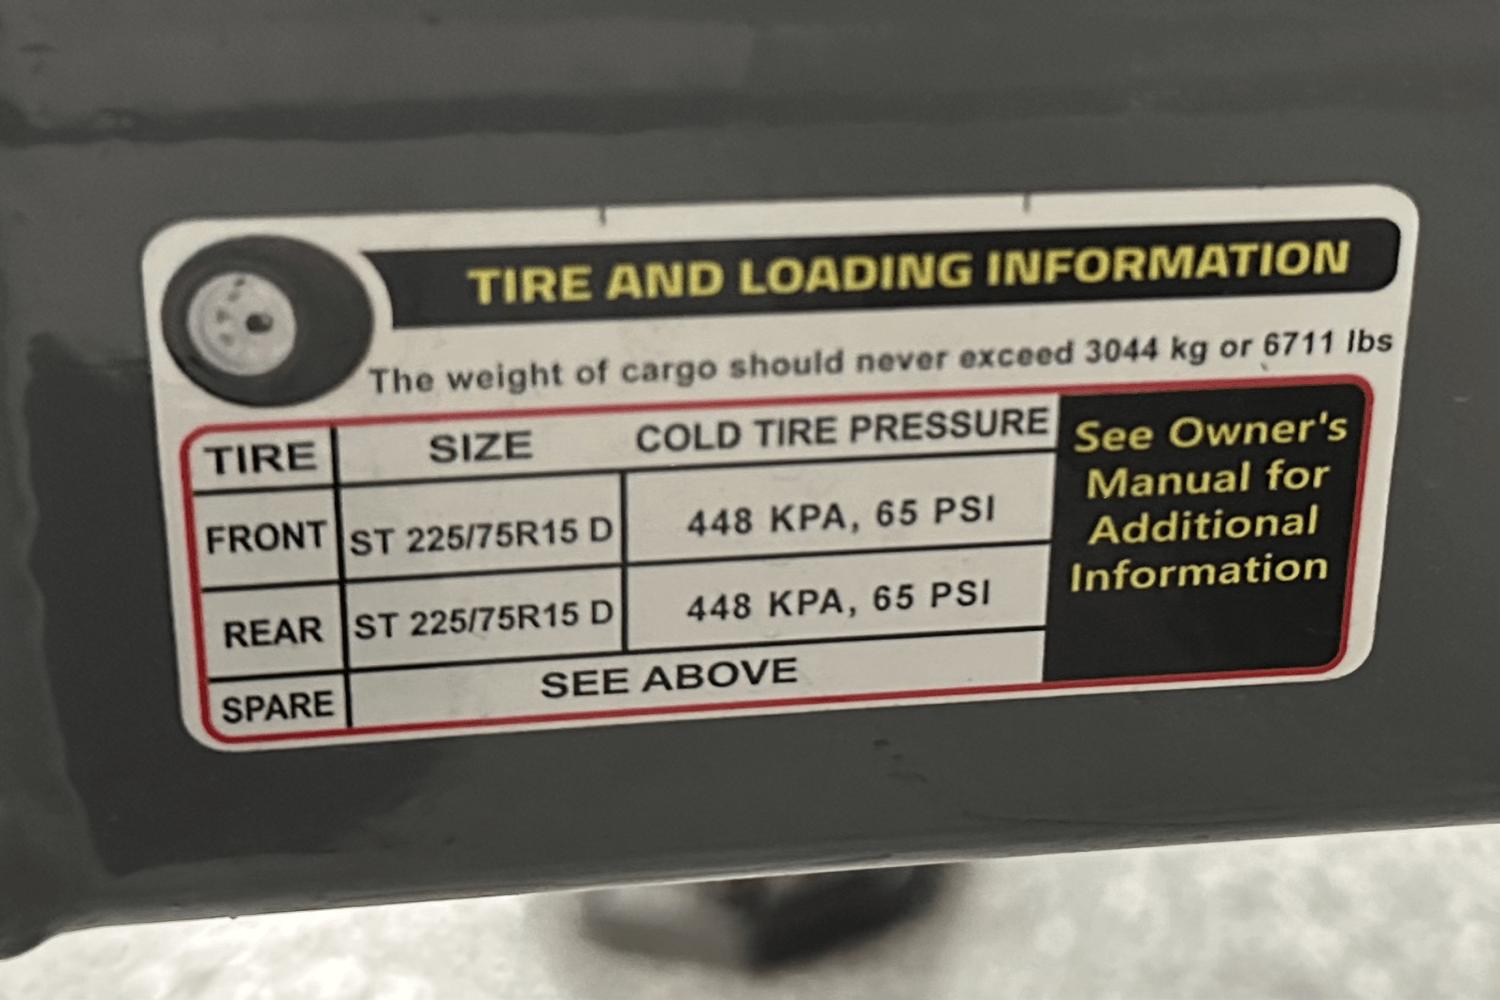 TIRE AND LOADING INFORMATION
The weight of cargo should never exceed 3044 kg or 6711 lbs
TIRE SIZE COLD TIRE PRESSURE
FRONT ST 225/75R15 D 448 KPA, 65 PSI
REAR ST 225/75R15 D 448 KPA, 65 PSI
SPARE SEE ABOVE
See Owner's
Manual for
Additional
Information